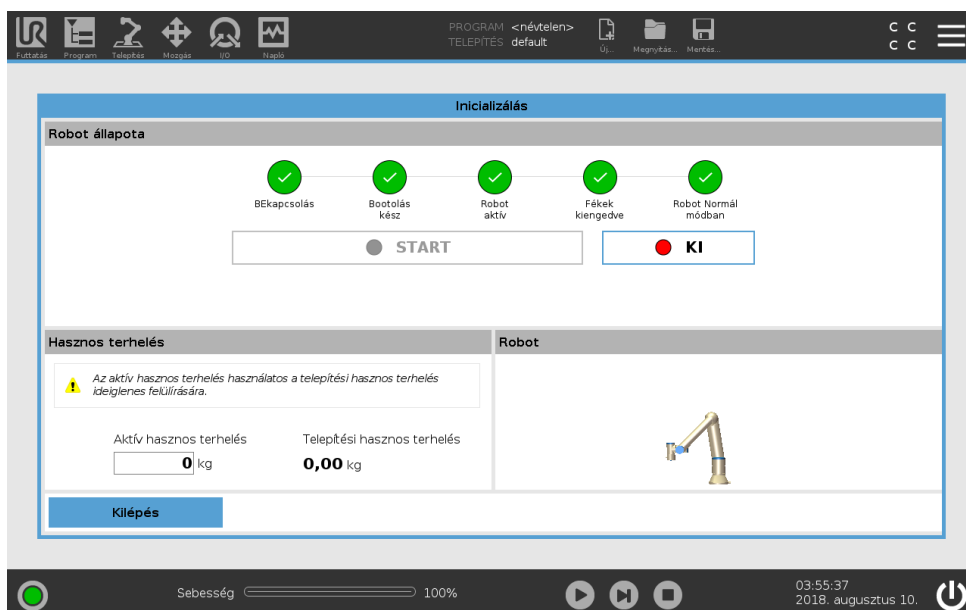 UR
PROGRAM <névtelen>
TELEPÍTÉS default
C C
C C
Futtatás Program Telepítés Mozgás I/O Napló Új... Megnyitás... Mentés...
Inicializálás
Robot állapota
BEkapcsolás
Bootolás
kész
Robot
aktív
Fékek
kiengedve
Robot Normál
módban
START
KI
Hasznos terhelés
Az aktív hasznos terhelés használatos a telepítési hasznos terhelés
ideiglenes felülírására.
Aktív hasznos terhelés
0 kg
Telepítési hasznos terhelés
0,00 kg
Robot
Kilépés
Sebesség 100%
03:55:37
2018. augusztus 10.